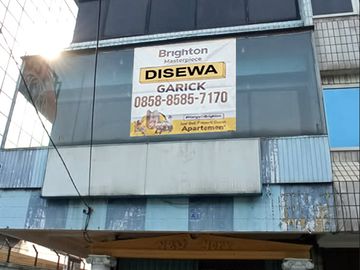 Brighton
Masterpiece
DISEWA
GARICK
0858-8585-7170
Apartemen